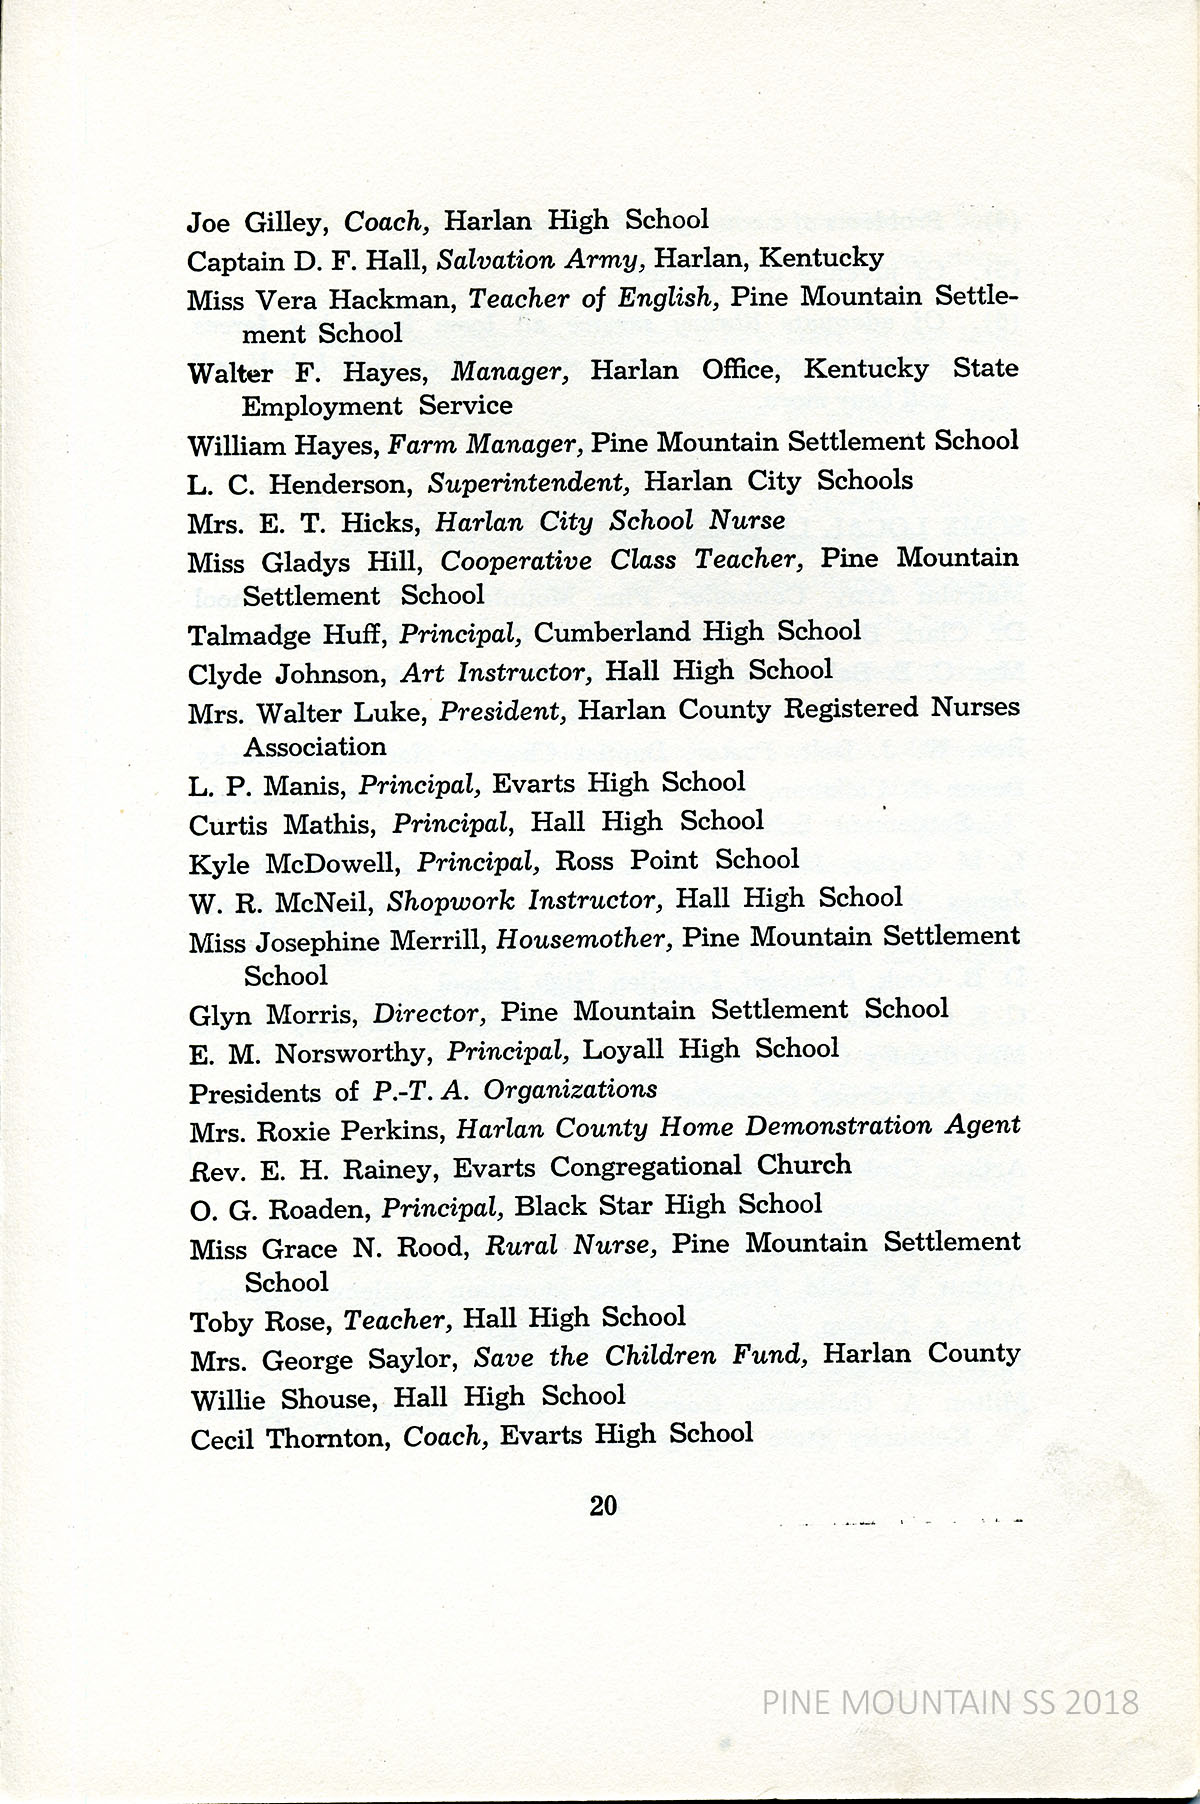 Joe Gilley, Coach, Harlan High School
Captain D. F. Hall, Salvation Army, Harlan, Kentucky
Miss Vera Hackman, Teacher of English, Pine Mountain Settle-
ment School
Walter F. Hayes, Manager, Harlan Office, Kentucky State
Employment Service
William Hayes, Farm Manager, Pine Mountain Settlement School
L. C. Henderson, Superintendent, Harlan City Schools
Mrs. E. T. Hicks, Harlan City School Nurse
Miss Gladys Hill, Cooperative Class Teacher, Pine Mountain
Settlement School
Talmadge Huff, Principal, Cumberland High School
Clyde Johnson, Art Instructor, Hall High School
Mrs. Walter Luke, President, Harlan County Registered Nurses
Association
L. P. Manis, Principal, Evarts High School
Curtis Mathis, Principal, Hall High School
Kyle McDowell, Principal, Ross Point School
W. R. McNeil, Shopwork Instructor, Hall High School
Miss Josephine Merrill, Housemother, Pine Mountain Settlement
School
Glyn Morris, Director, Pine Mountain Settlement School
E. M. Norsworthy, Principal, Loyall High School
Presidents of P.-T. A. Organizations
Mrs. Roxie Perkins, Harlan County Home Demonstration Agent
Rev. E. H. Rainey, Evarts Congregational Church
O. G. Roaden, Principal, Black Star High School
Miss Grace N. Rood, Rural Nurse, Pine Mountain Settlement
School
Toby Rose, Teacher, Hall High School
Mrs. George Saylor, Save the Children Fund, Harlan County
Willie Shouse, Hall High School
Cecil Thornton, Coach, Evarts High School
20
PINE MOUNTAIN SS 2018